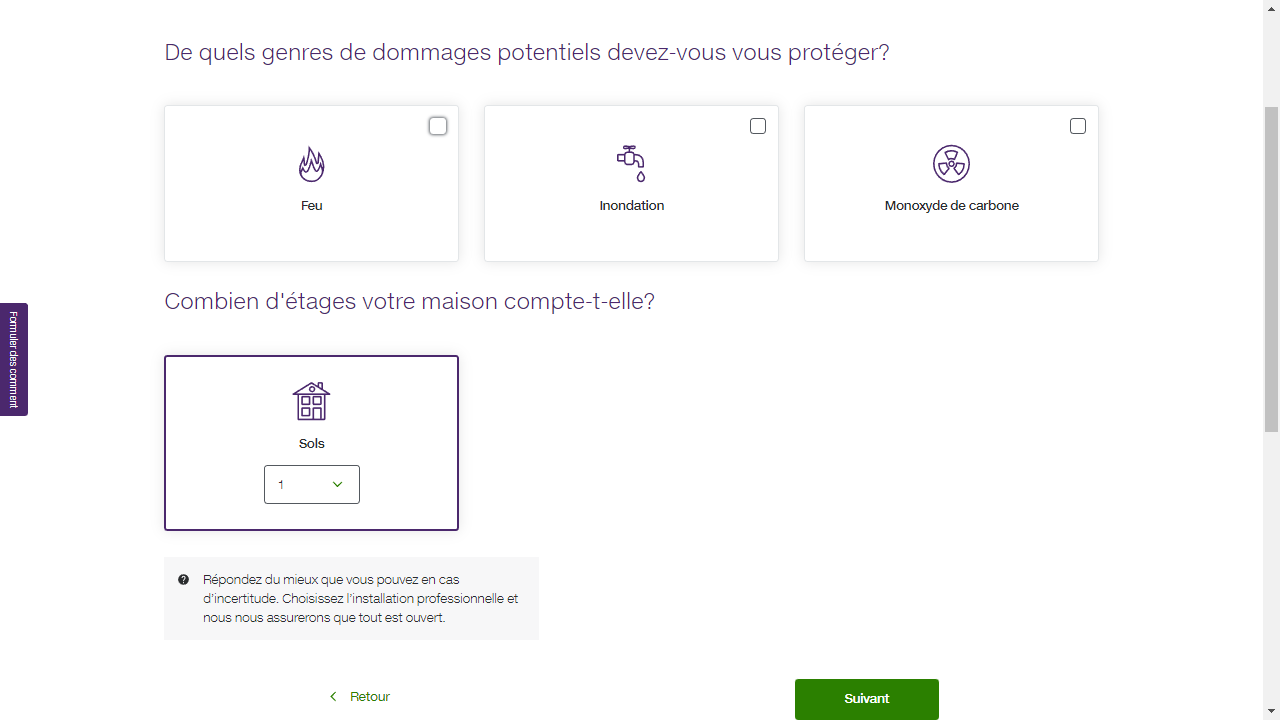 De quels genres de dommages potentiels devez-vous vous protéger?
Feu
Inondation
Monoxyde de carbone
Combien d'étages votre maison compte-t-elle?
Formuler des comment
Sols
1
Répondez du mieux que vous pouvez en cas
d'incertitude. Choisissez l'installation professionnelle et
nous nous assurerons que tout est ouvert.
Retour
Suivant